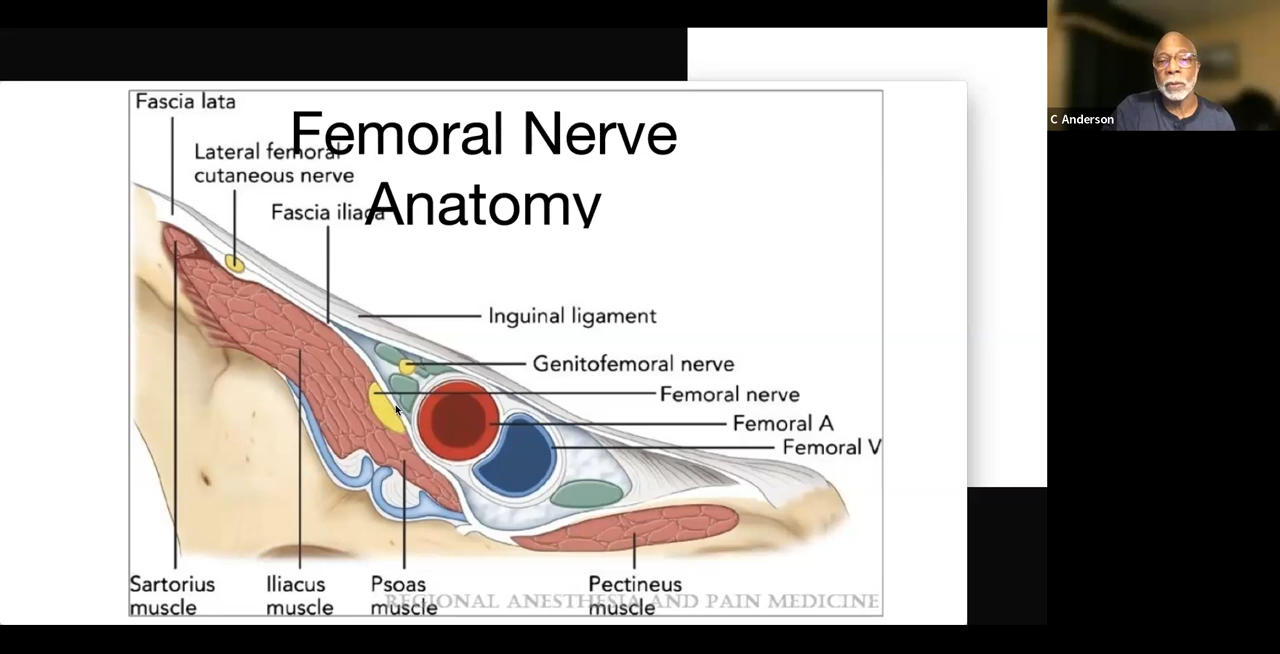 Fascia lata
Femoral Nerve
Anatomy
Lateral femoral
cutaneous nerve
Fascia iliaca
Inguinal ligament
Genitofemoral nerve
Femoral nerve
Femoral A
Femoral V
Sartorius
muscle
Iliacus
muscle
Psoas
muscle
Pectineus
muscle
REGIONAL ANESTHESIA AND PAIN MEDICINE
C Anderson